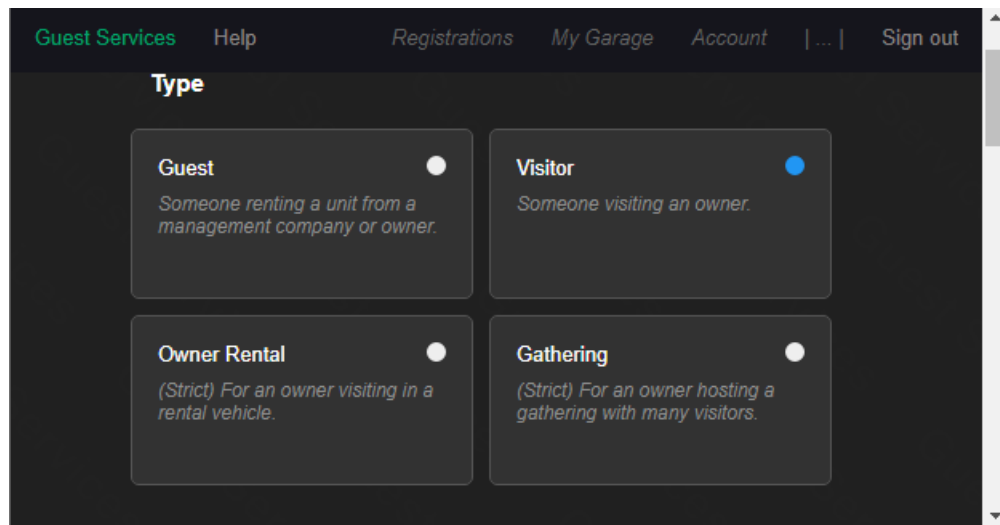 Guest Services Help Registrations My Garage Account | ... | Sign out
Type
Guest
Someone renting a unit from a
management company or owner.
Visitor
Someone visiting an owner.
Owner Rental
(Strict) For an owner visiting in a
rental vehicle.
Gathering
(Strict) For an owner hosting a
gathering with many visitors.